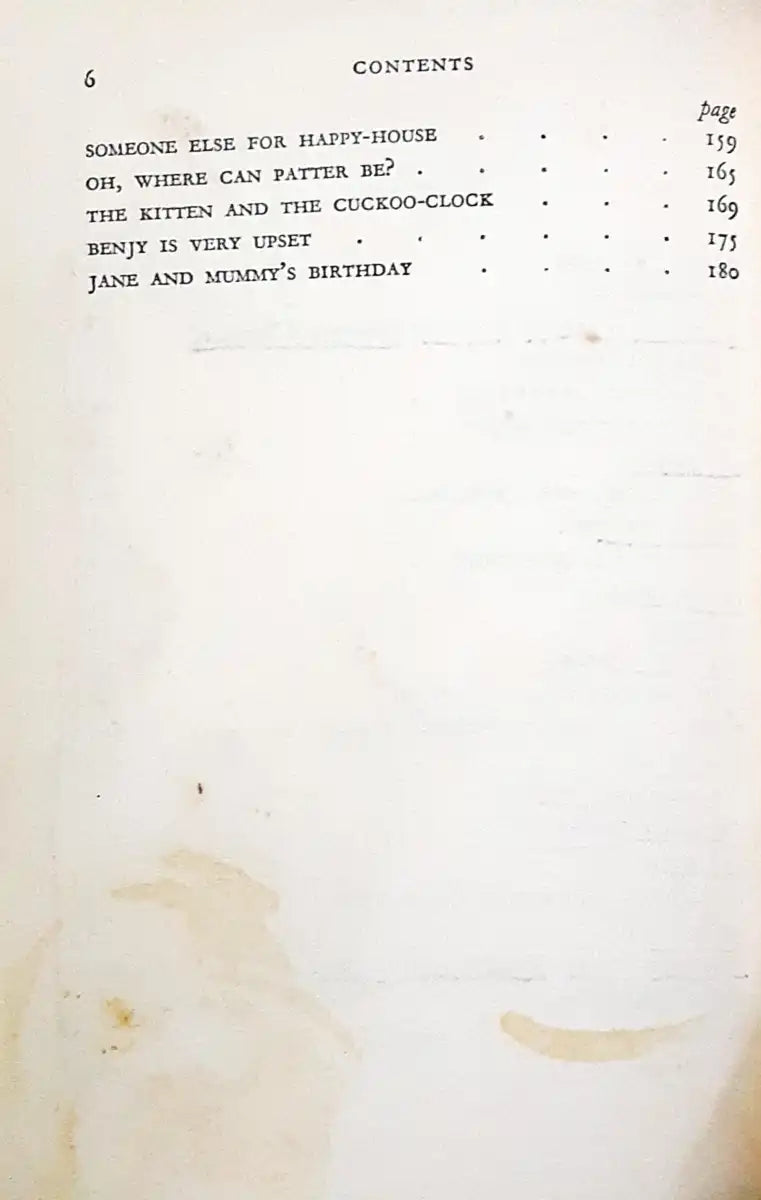 6 CONTENTS
page
SOMEONE ELSE FOR HAPPY-HOUSE . . . . 159
OH, WHERE CAN PATTER BE? . . . . . 165
THE KITTEN AND THE CUCKOO-CLOCK . . . 169
BENJY IS VERY UPSET . . . . . . 175
JANE AND MUMMY'S BIRTHDAY . . . . 180